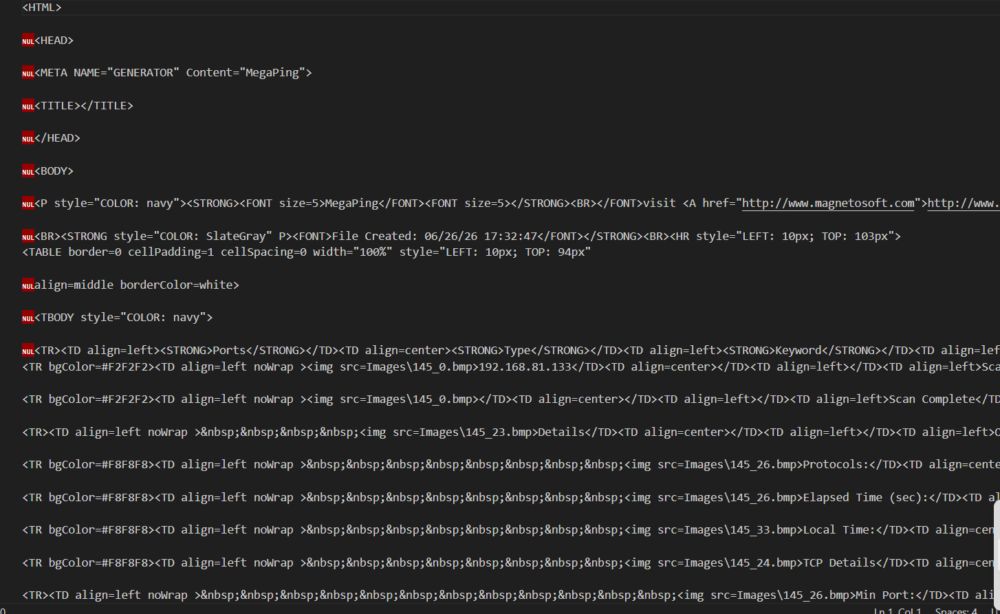 <HTML>
NUL<HEAD>
NUL<META NAME="GENERATOR" Content="MegaPing">
NUL<TITLE></TITLE>
NUL</HEAD>
NUL<BODY>
NUL<P style="COLOR: navy"><STRONG><FONT size=5>MegaPing</FONT><FONT size=5></STRONG><BR></FONT>visit <A href="http://www.magnetosoft.com">http://www.
NUL<BR><STRONG style="COLOR: SlateGray" P><FONT>File Created: 06/26/26 17:32:47</FONT></STRONG><BR><HR style="LEFT: 10px; TOP: 103px">
<TABLE border=0 cellPadding=1 cellSpacing=0 width="100%" style="LEFT: 10px; TOP: 94px"
NULalign=middle borderColor=white>
NUL<TBODY style="COLOR: navy">
NUL<TR><TD align=left><STRONG>Ports</STRONG></TD><TD align=center><STRONG>Type</STRONG></TD><TD align=left><STRONG>Keyword</STRONG></TD><TD align=lef
<TR bgColor=#F2F2F2><TD align=left noWrap ><img src=Images\145_0.bmp>192.168.81.133</TD><TD align=center></TD><TD align=left></TD><TD align=left>Sca
<TR bgColor=#F2F2F2><TD align=left noWrap ><img src=Images\145_0.bmp></TD><TD align=center></TD><TD align=left></TD><TD align=left>Scan Complete</TD
<TR><TD align=left noWrap >&nbsp;&nbsp;&nbsp;&nbsp;<img src=Images\145_23.bmp>Details</TD><TD align=center></TD><TD align=left></TD><TD align=left>
<TR bgColor=#F8F8F8><TD align=left noWrap >&nbsp;&nbsp;&nbsp;&nbsp;&nbsp;&nbsp;&nbsp;&nbsp;<img src=Images\145_26.bmp>Protocols:</TD><TD align=cente
<TR bgColor=#F8F8F8><TD align=left noWrap >&nbsp;&nbsp;&nbsp;&nbsp;&nbsp;&nbsp;&nbsp;&nbsp;<img src=Images\145_26.bmp>Elapsed Time (sec):</TD><TD al
<TR bgColor=#F8F8F8><TD align=left noWrap >&nbsp;&nbsp;&nbsp;&nbsp;&nbsp;&nbsp;&nbsp;&nbsp;<img src=Images\145_33.bmp>Local Time:</TD><TD align=cen
<TR bgColor=#F8F8F8><TD align=left noWrap >&nbsp;&nbsp;&nbsp;&nbsp;&nbsp;&nbsp;&nbsp;&nbsp;<img src=Images\145_24.bmp>TCP Details</TD><TD align=cen
<TR><TD align=left noWrap >&nbsp;&nbsp;&nbsp;&nbsp;&nbsp;&nbsp;&nbsp;&nbsp;&nbsp;&nbsp;&nbsp;&nbsp;<img src=Images\145_26.bmp>Min Port:</TD><TD ali
0 Ln 1, Col 1 Spaces: 4